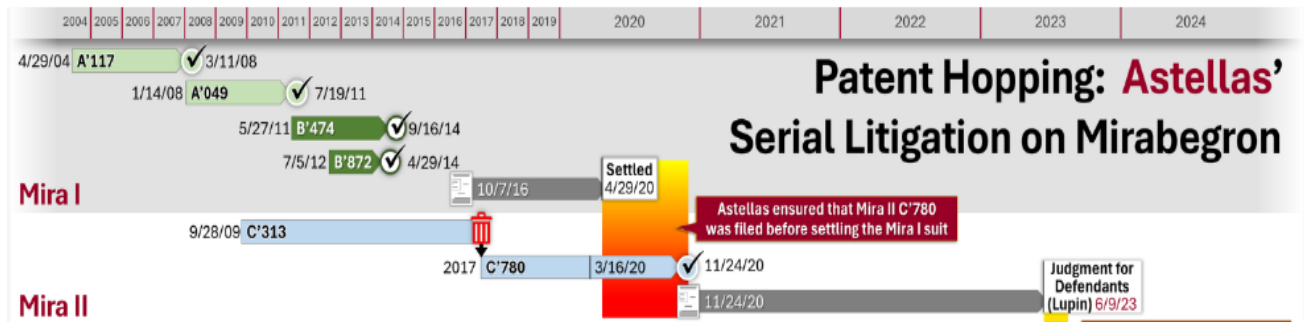 2004 2005 2006 2007 2008 2009 2010 2011 2012 2013 2014 2015 2016 2017 2018 2019 2020 2021 2022 2023 2024
4/29/04 A'117 3/11/08
Patent Hopping: Astellas’
Serial Litigation on Mirabegron
1/14/08 A'049 7/19/11
5/27/11 B'474 9/16/14
7/5/12 B'872 4/29/14
Mira I
10/7/16
Settled
4/29/20
Astellas ensured that Mira II C'780
was filed before settling the Mira I suit
9/28/09 C'313
2017 C'780 3/16/20 11/24/20
Mira II
11/24/20
Judgment for
Defendants
(Lupin) 6/9/23